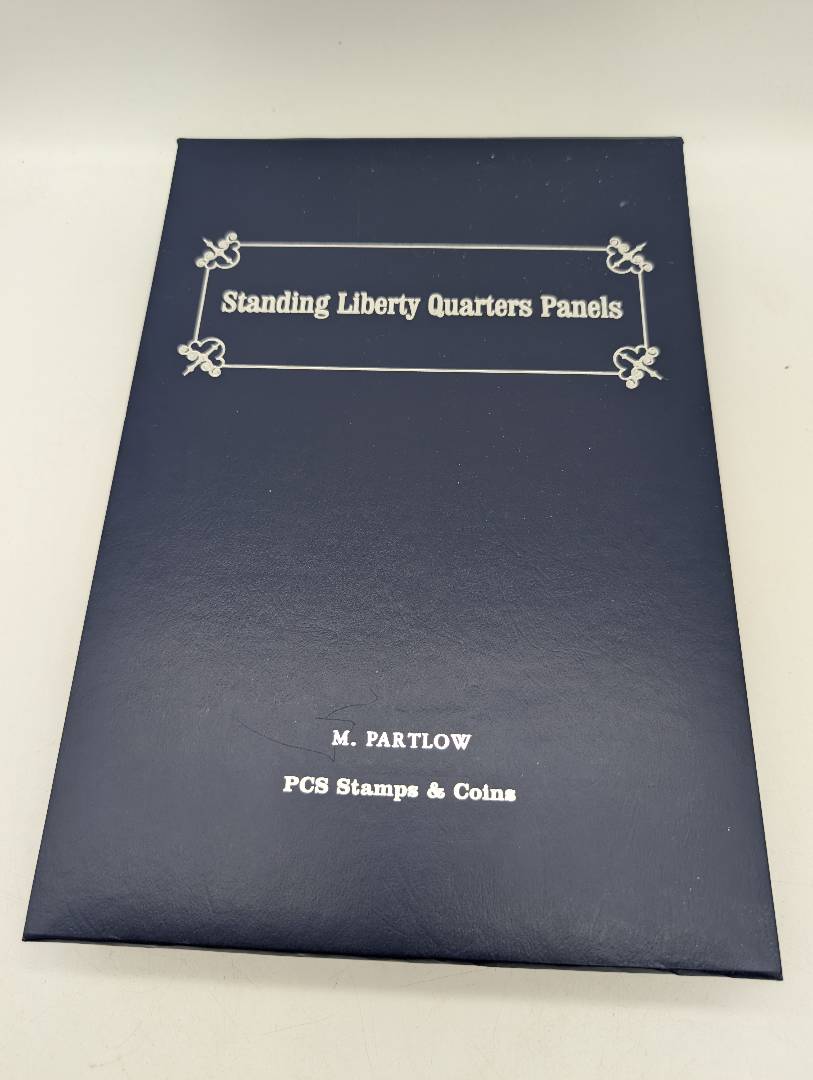 Standing Liberty Quarters Panels
M. PARTLOW
PCS Stamps & Coins